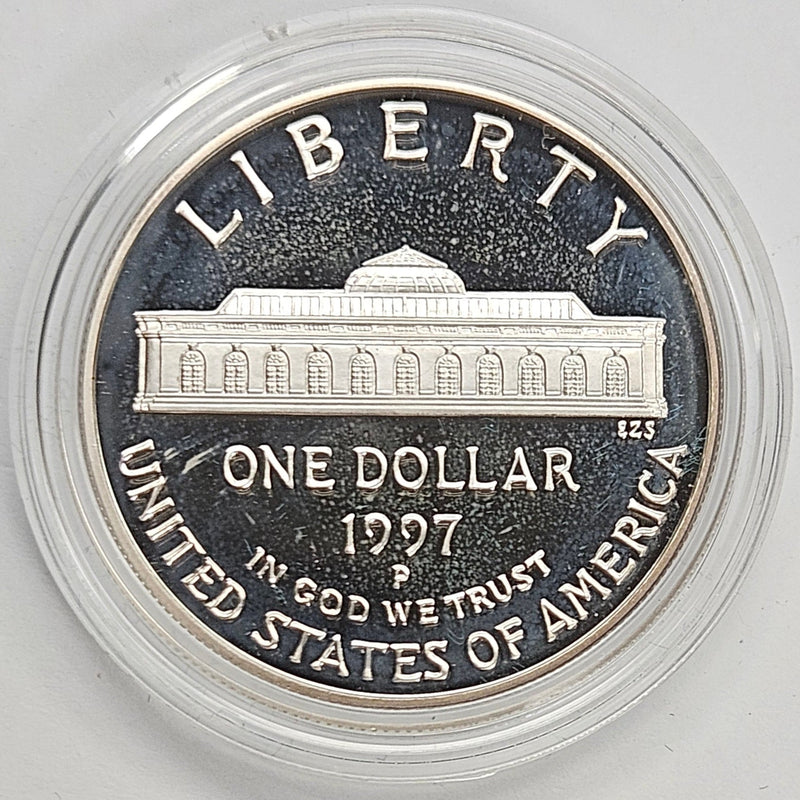 LIBERTY
EZS
ONE DOLLAR
1997
P
IN GOD WE TRUST
UNITED STATES OF AMERICA